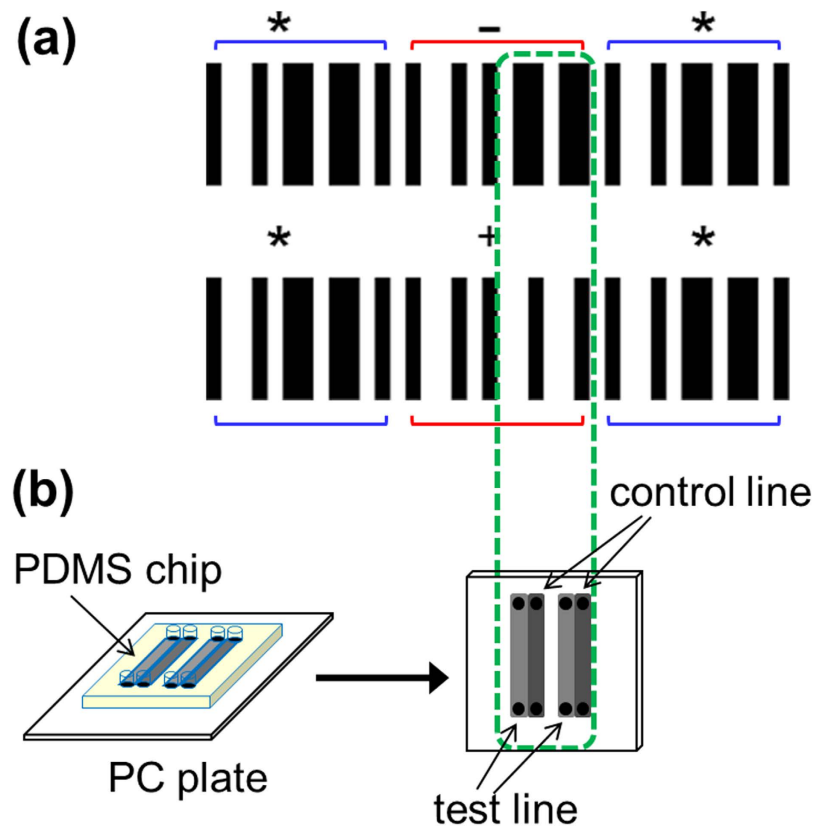 (a)
* − *
* + *
(b)
control line
PDMS chip
PC plate
test line